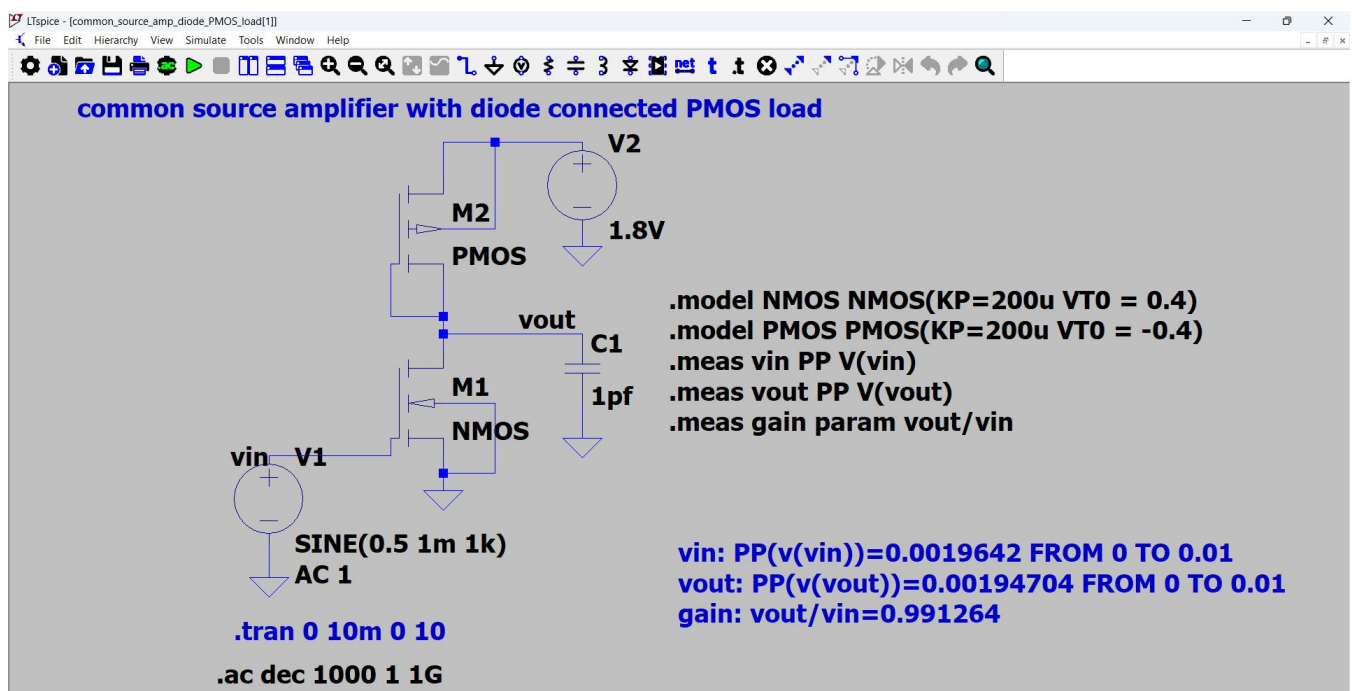 LTspice - [common_source_amp_diode_PMOS_load[1]]
File Edit Hierarchy View Simulate Tools Window Help
.ac
net t .t
common source amplifier with diode connected PMOS load
V2
M2
1.8V
PMOS
vout
C1
M1
1pf
NMOS
vin V1
SINE(0.5 1m 1k)
AC 1
.tran 0 10m 0 10
.ac dec 1000 1 1G
.model NMOS NMOS(KP=200u VT0 = 0.4)
.model PMOS PMOS(KP=200u VT0 = -0.4)
.meas vin PP V(vin)
.meas vout PP V(vout)
.meas gain param vout/vin
vin: PP(v(vin))=0.0019642 FROM 0 TO 0.01
vout: PP(v(vout))=0.00194704 FROM 0 TO 0.01
gain: vout/vin=0.991264